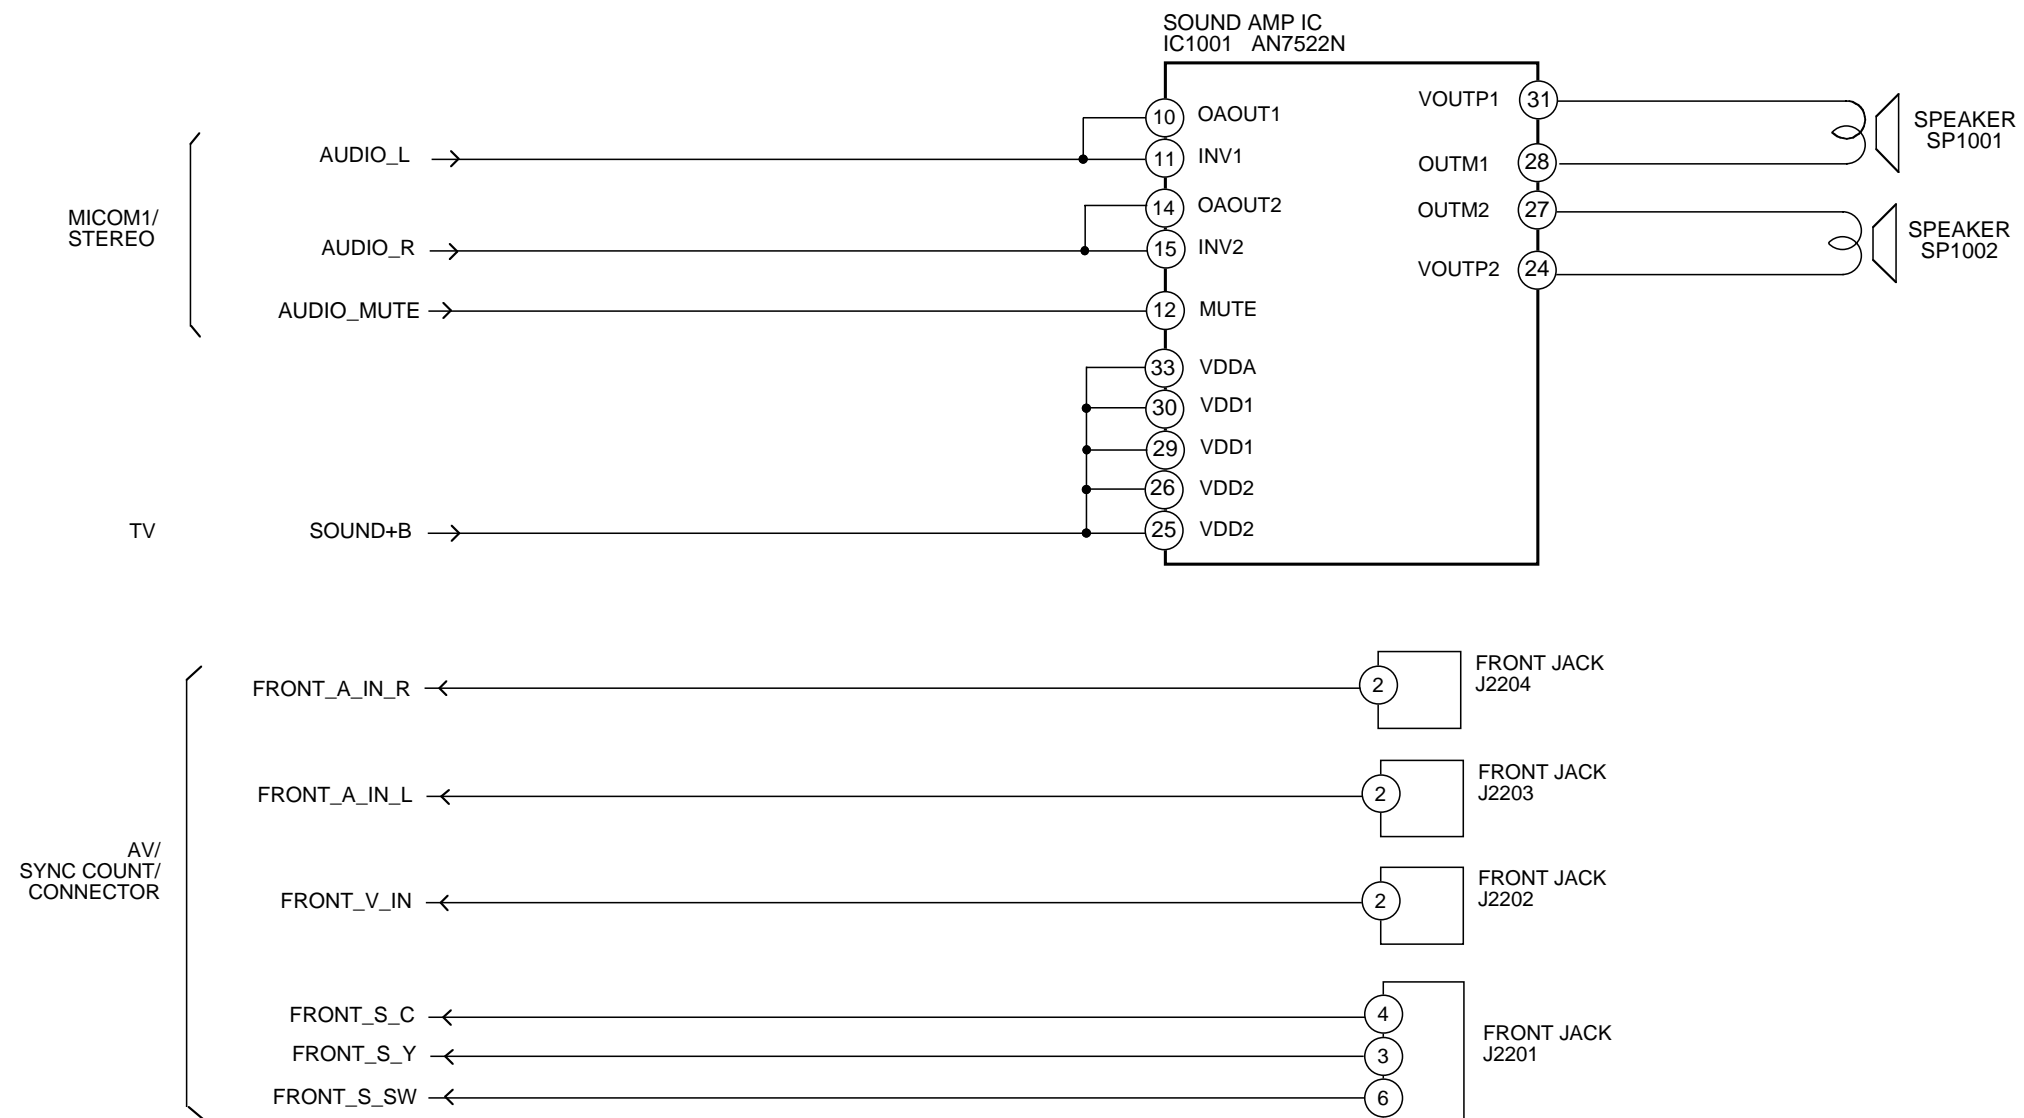 SOUND AMP IC
IC1001 AN7522N
10 OAOUT1
VOUTP1 31
SPEAKER
SP1001
AUDIO_L
11 INV1
OUTM1 28
MICOM1/
STEREO
14 OAOUT2
OUTM2 27
SPEAKER
SP1002
AUDIO_R
15 INV2
VOUTP2 24
AUDIO_MUTE
12 MUTE
33 VDDA
30 VDD1
29 VDD1
26 VDD2
TV
SOUND+B
25 VDD2
FRONT_A_IN_R
2
FRONT JACK
J2204
FRONT_A_IN_L
2
FRONT JACK
J2203
AV/
SYNC COUNT/
CONNECTOR
FRONT_V_IN
2
FRONT JACK
J2202
FRONT_S_C
4
FRONT_S_Y
3
FRONT JACK
J2201
FRONT_S_SW
6